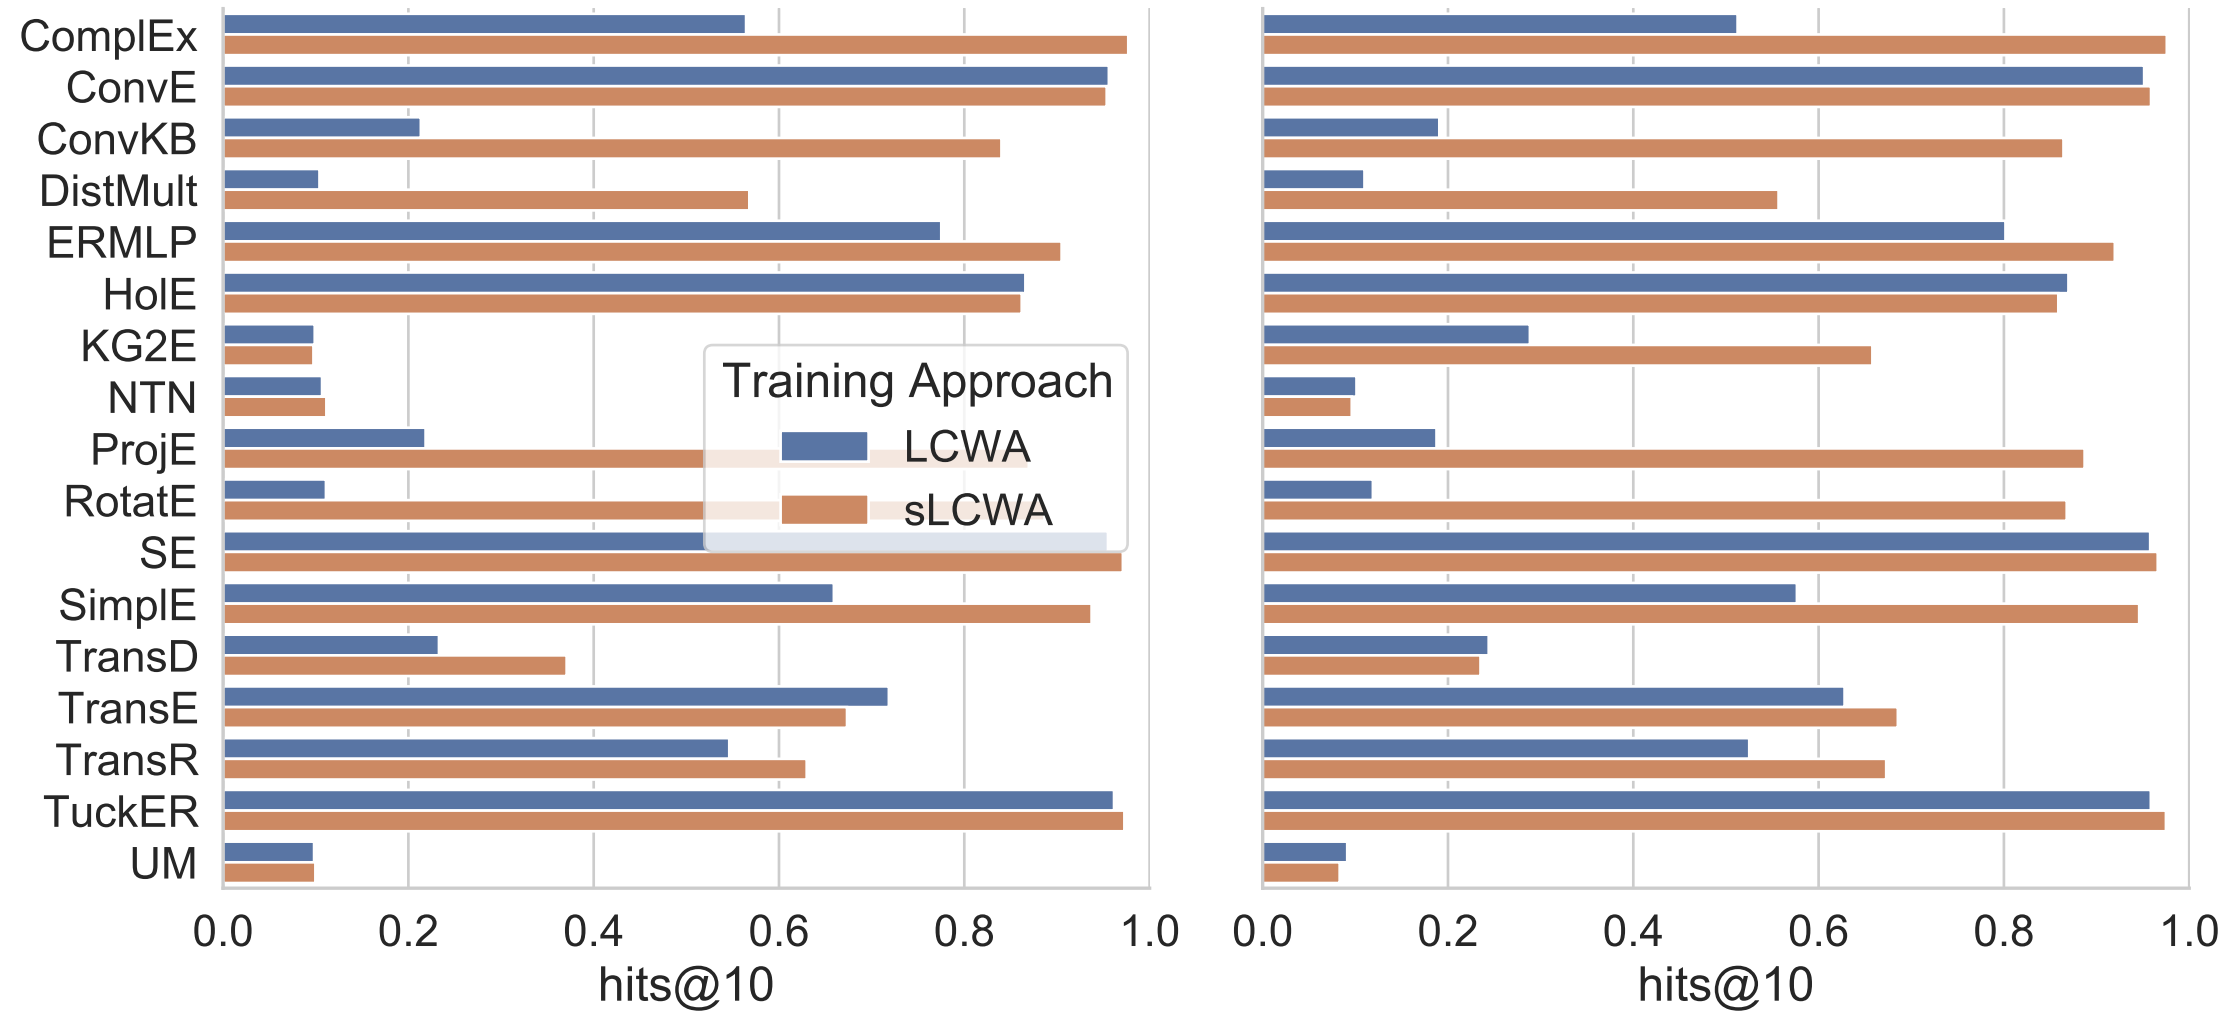 ComplEx
ConvE
ConvKB
DistMult
ERMLP
HolE
KG2E
NTN
ProjE
RotatE
SE
SimplE
TransD
TransE
TransR
TuckER
UM
Training Approach
LCWA
sLCWA
0.0 0.2 0.4 0.6 0.8 1.0
hits@10
0.0 0.2 0.4 0.6 0.8 1.0
hits@10